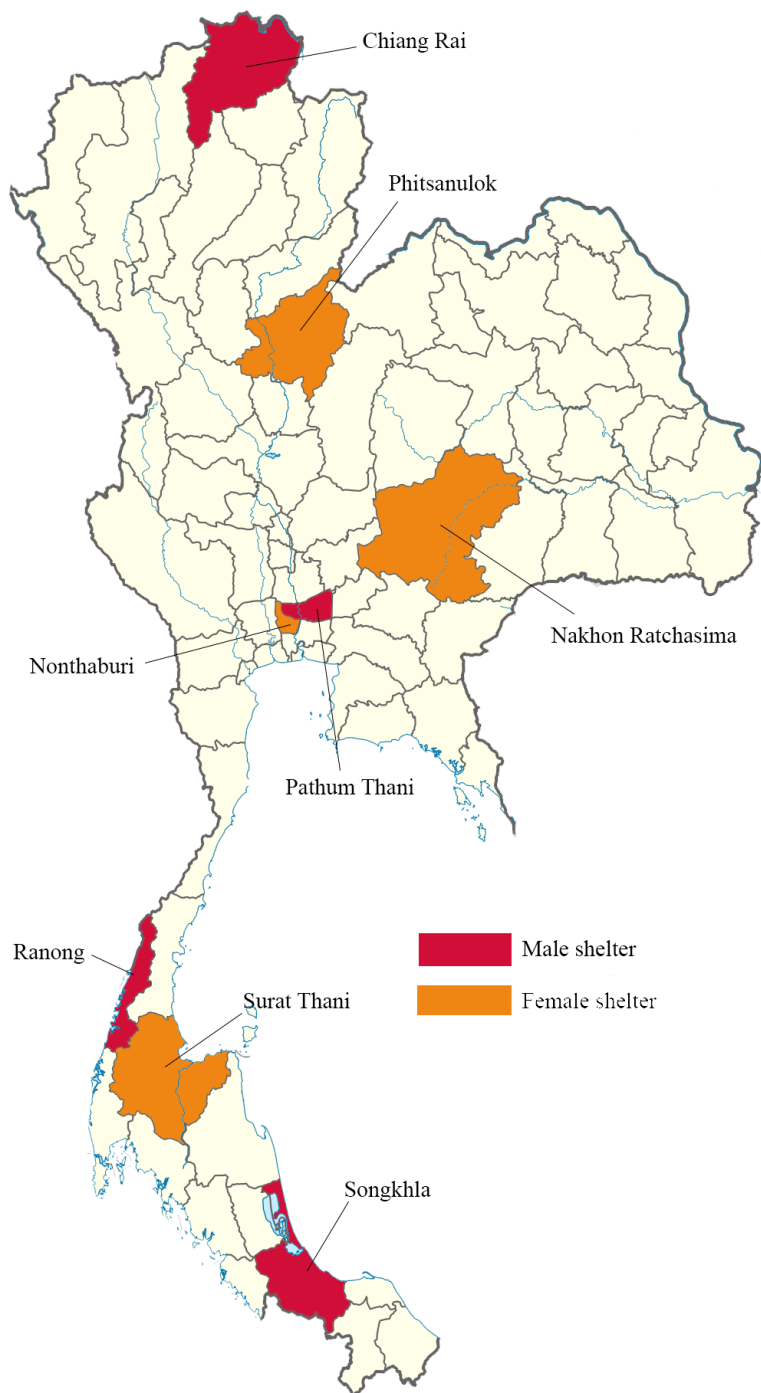 Chiang Rai
Phitsanulok
Nakhon Ratchasima
Nonthaburi
Pathum Thani
Ranong
Male shelter
Surat Thani
Female shelter
Songkhla